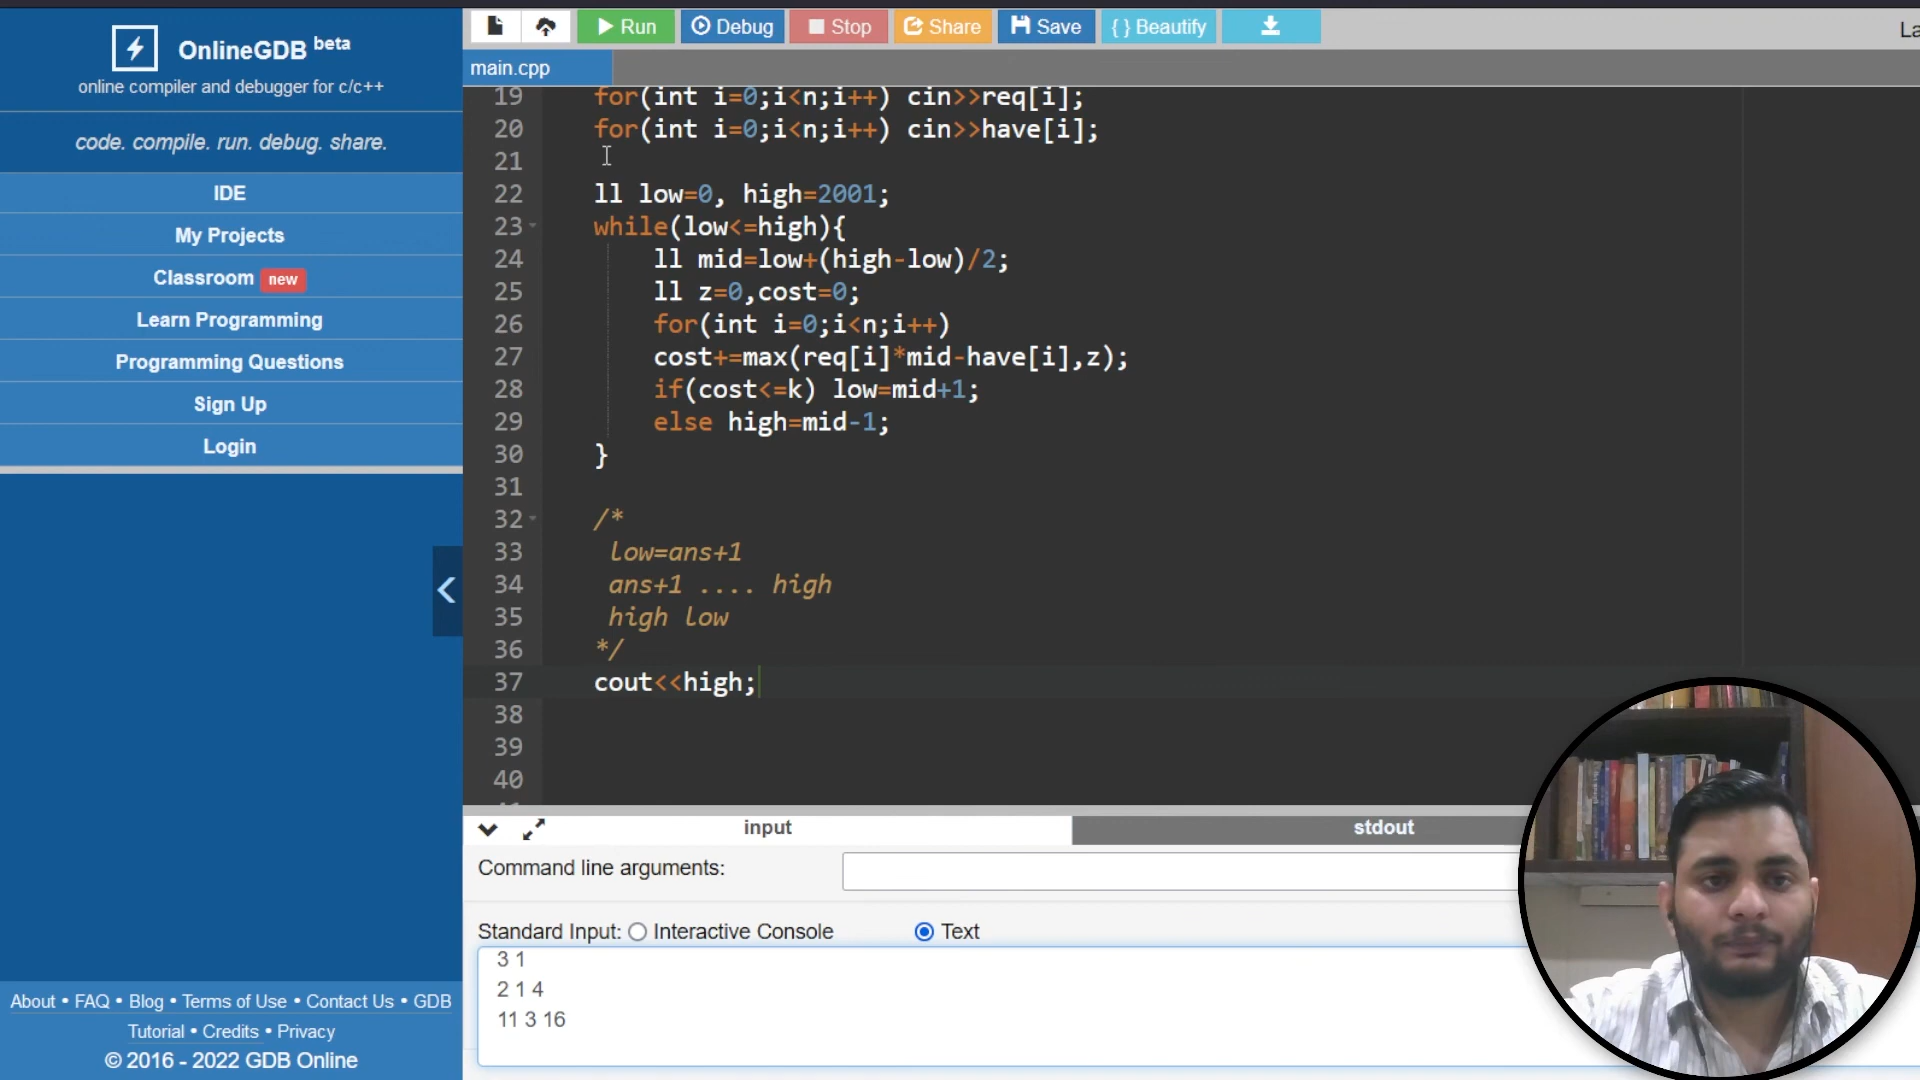 OnlineGDB beta
online compiler and debugger for c/c++
code. compile. run. debug. share.
IDE
My Projects
Classroom new
Learn Programming
Programming Questions
Sign Up
Login
About • FAQ • Blog • Terms of Use • Contact Us • GDB
Tutorial • Credits • Privacy
© 2016 - 2022 GDB Online
Run Debug Stop Share Save { } Beautify
main.cpp
19 for(int i=0;i<n;i++) cin>>req[i];
20 for(int i=0;i<n;i++) cin>>have[i];
21
22 ll low=0, high=2001;
23 while(low<=high){
24 ll mid=low+(high-low)/2;
25 ll z=0,cost=0;
26 for(int i=0;i<n;i++)
27 cost+=max(req[i]*mid-have[i],z);
28 if(cost<=k) low=mid+1;
29 else high=mid-1;
30 }
31
32 /*
33 low=ans+1
34 ans+1 .... high
35 high low
36 */
37 cout<<high;
38
39
40
input stdout
Command line arguments:
Standard Input: Interactive Console Text
3 1
2 1 4
11 3 16